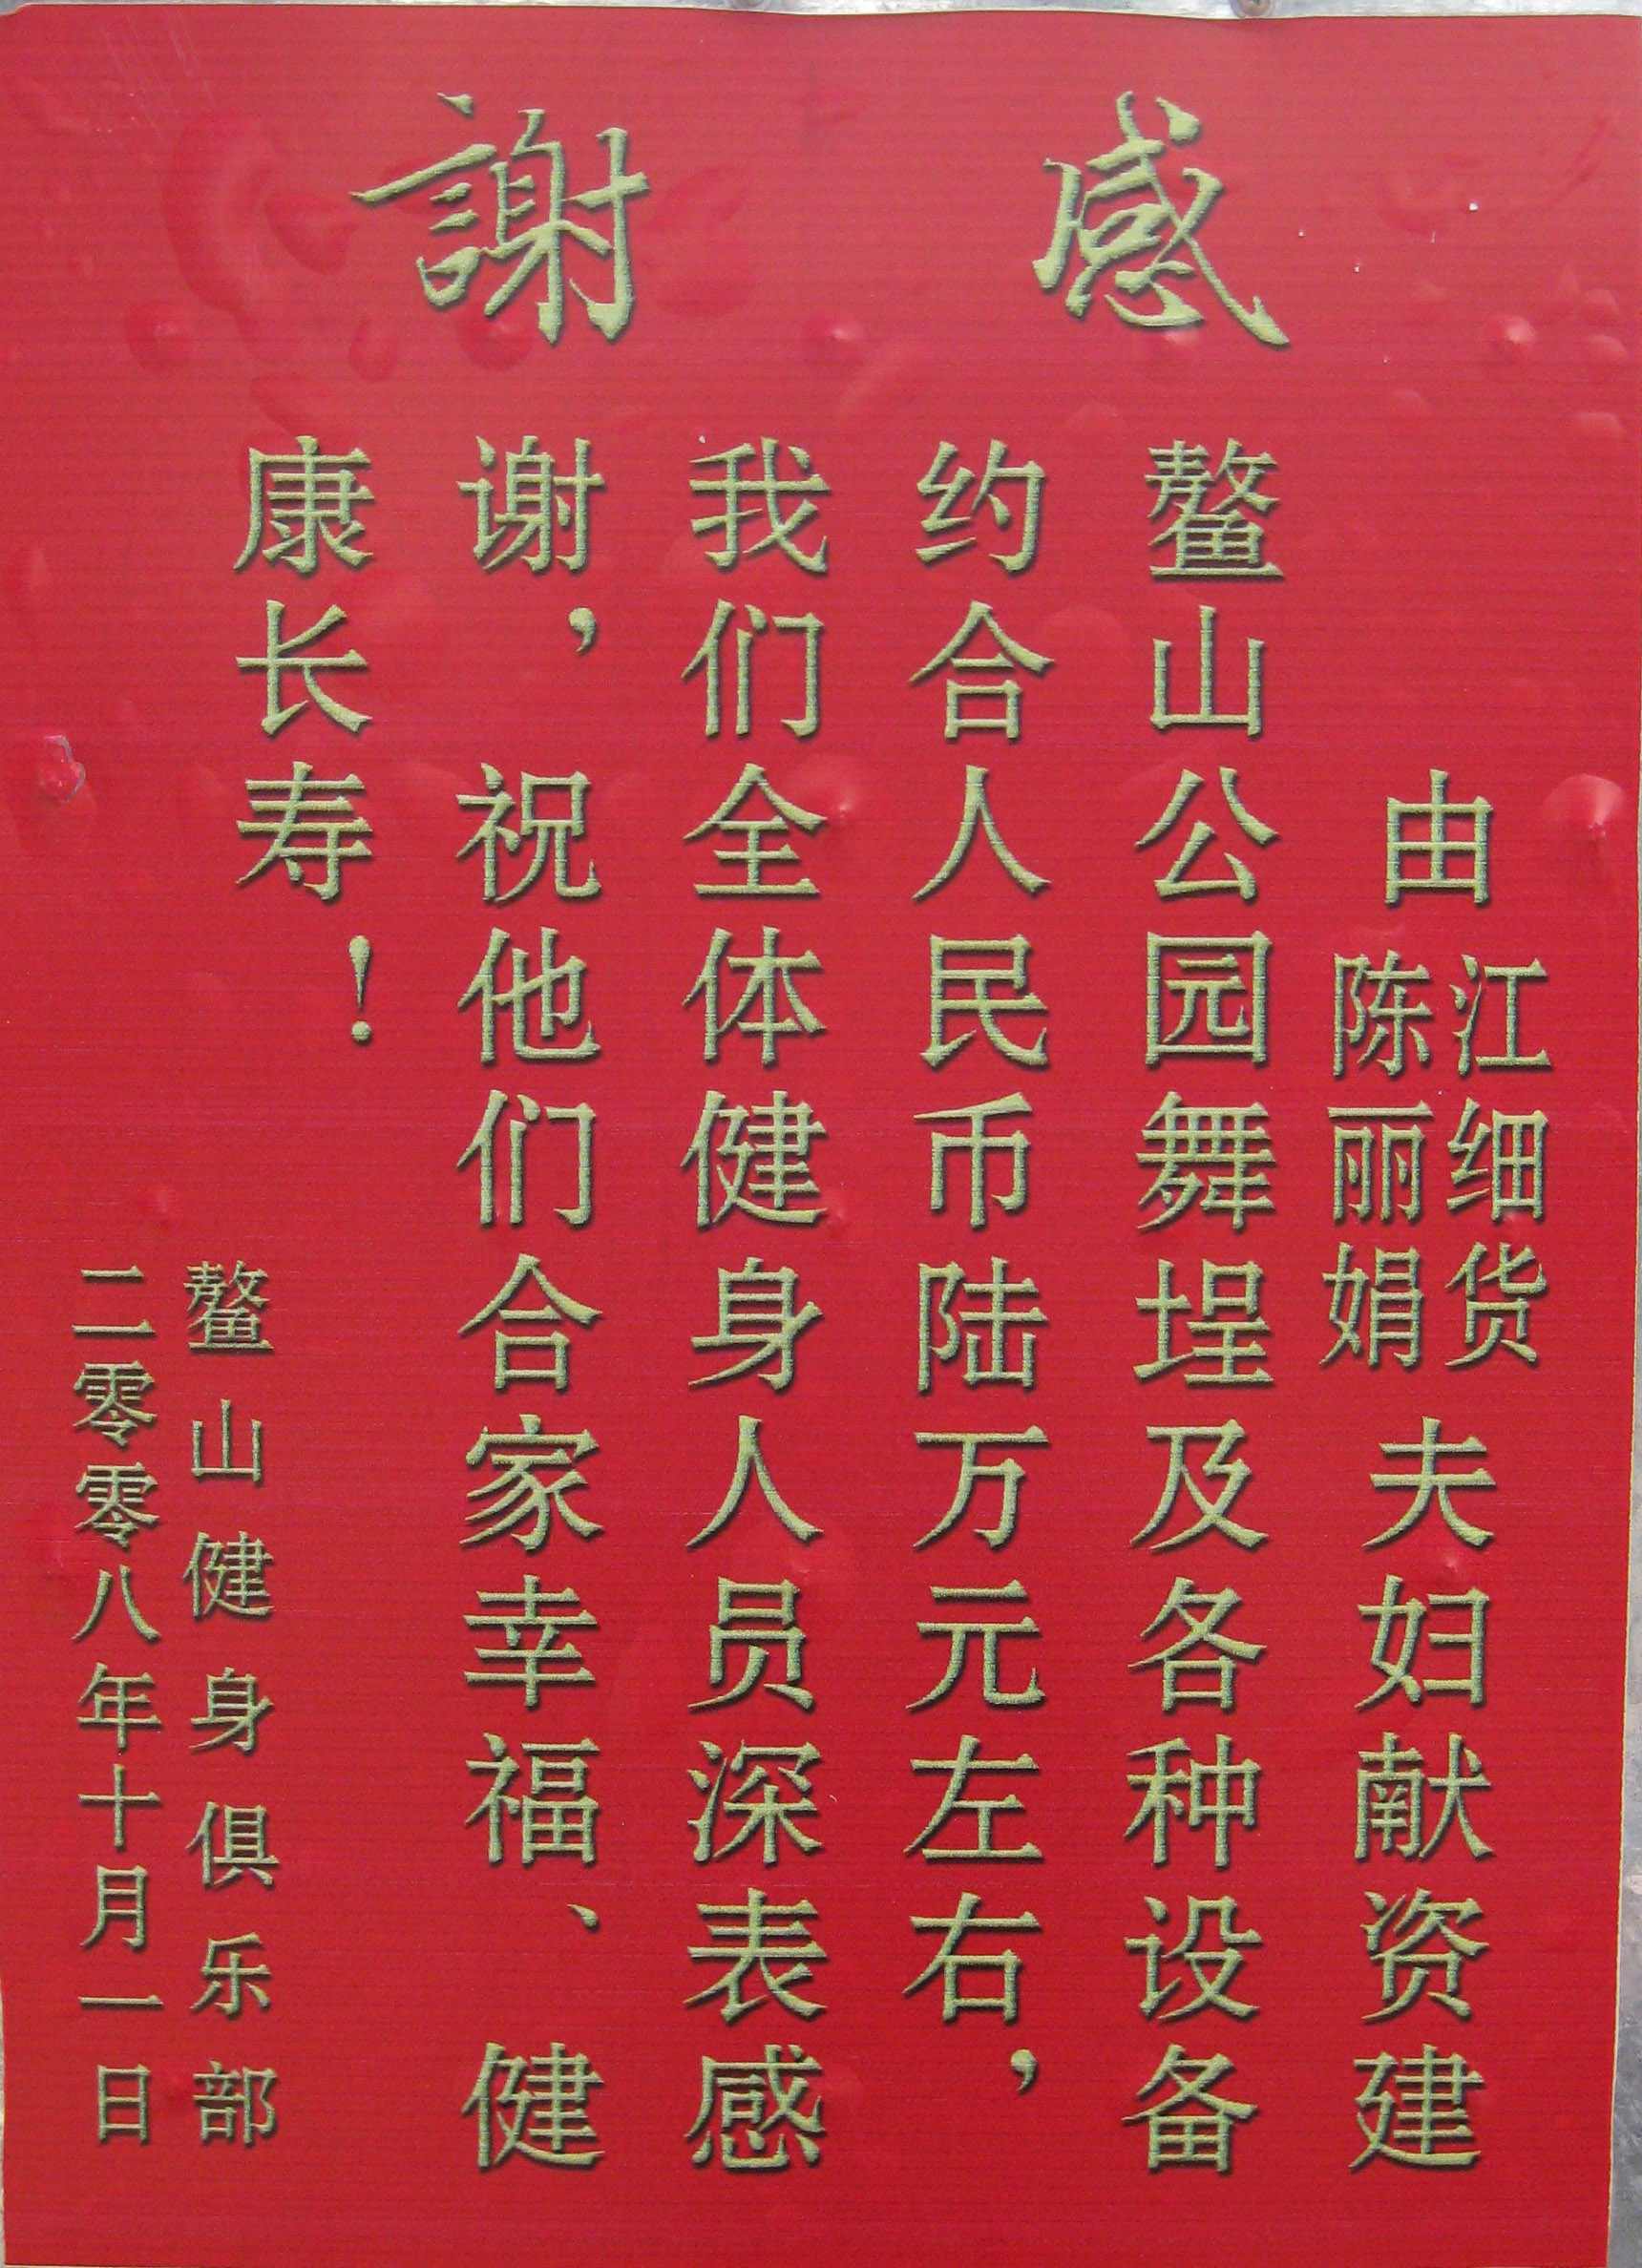 感謝
由江细货陈丽娟夫妇献资建
鳌山公园舞埕及各种设备
约合人民币陆万元左右，
我们全体健身人员深表感
谢，祝他们合家幸福、健
康长寿！
鳌山健身俱乐部
二零零八年十月一日